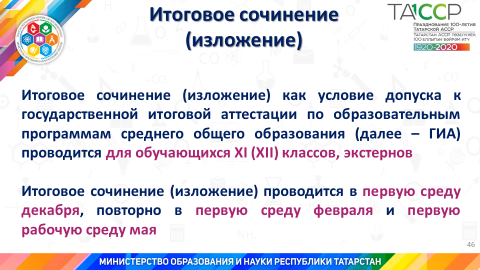 Итоговое сочинение
(изложение)
ТАССР
ПРАЗДНОВАНИЕ 100-ЛЕТИЯ
ТАТАРСКОЙ АССР
ТАТАРСТАН АССР ТӨЗЕЛҮНЕҢ
100 ЕЛЛЫГЫН БӘЙРӘМ ИТҮ
1920-2020
Итоговое сочинение (изложение) как условие допуска к
государственной итоговой аттестации по образовательным
программам среднего общего образования (далее – ГИА)
проводится для обучающихся XI (XII) классов, экстернов
Итоговое сочинение (изложение) проводится в первую среду
декабря, повторно в первую среду февраля и первую
рабочую среду мая
46
МИНИСТЕРСТВО ОБРАЗОВАНИЯ И НАУКИ РЕСПУБЛИКИ ТАТАРСТАН